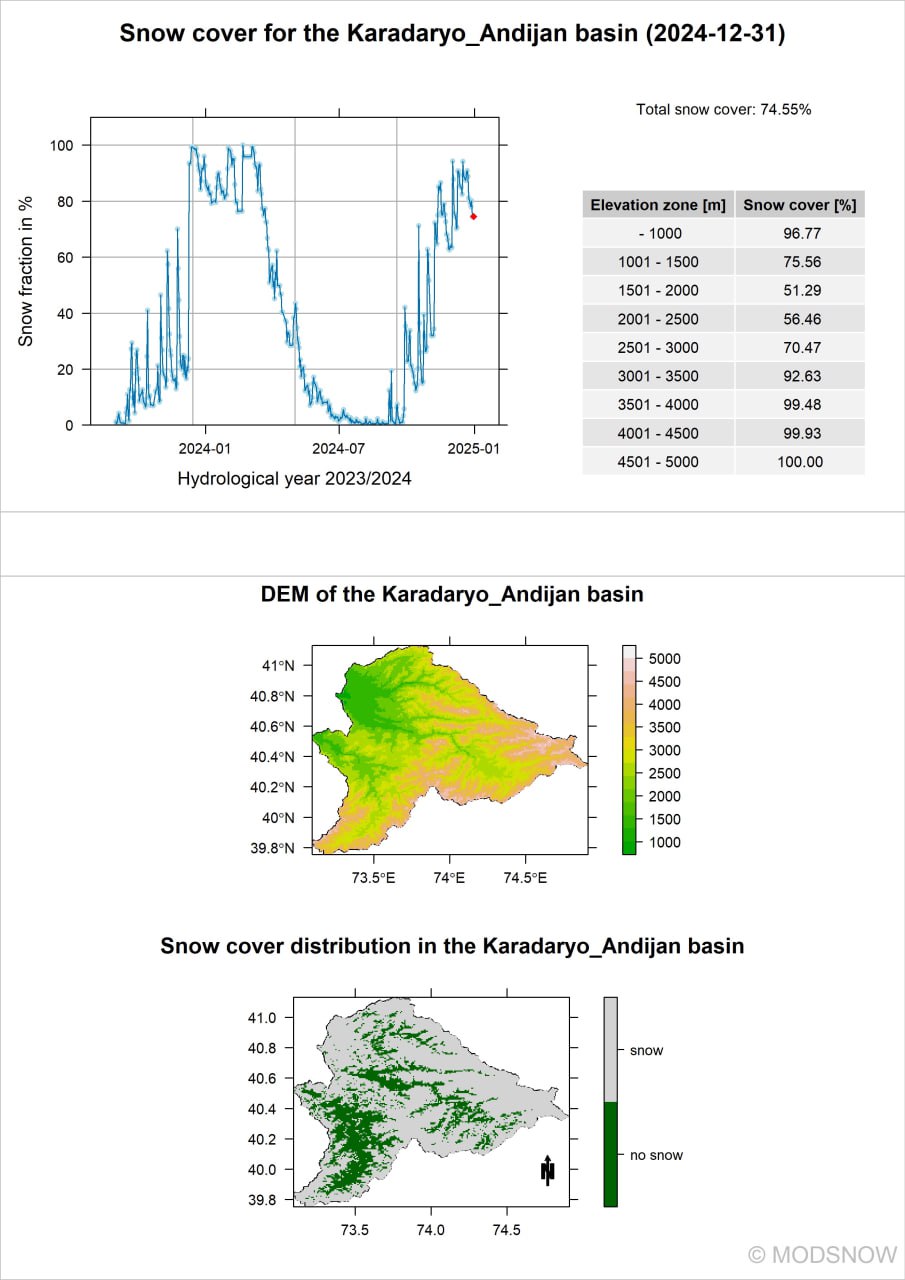 Snow cover for the Karadaryo_Andijan basin (2024-12-31)
Total snow cover: 74.55%
Snow fraction in %
100
80
60
40
20
0
2024-01 2024-07 2025-01
Hydrological year 2023/2024
Elevation zone [m] Snow cover [%]
- 1000 96.77
1001 - 1500 75.56
1501 - 2000 51.29
2001 - 2500 56.46
2501 - 3000 70.47
3001 - 3500 92.63
3501 - 4000 99.48
4001 - 4500 99.93
4501 - 5000 100.00
DEM of the Karadaryo_Andijan basin
41°N
40.8°N
40.6°N
40.4°N
40.2°N
40°N
39.8°N
73.5°E 74°E 74.5°E
5000
4500
4000
3500
3000
2500
2000
1500
1000
Snow cover distribution in the Karadaryo_Andijan basin
41.0
40.8
40.6
40.4
40.2
40.0
39.8
73.5 74.0 74.5
N
snow
no snow
© MODSNOW